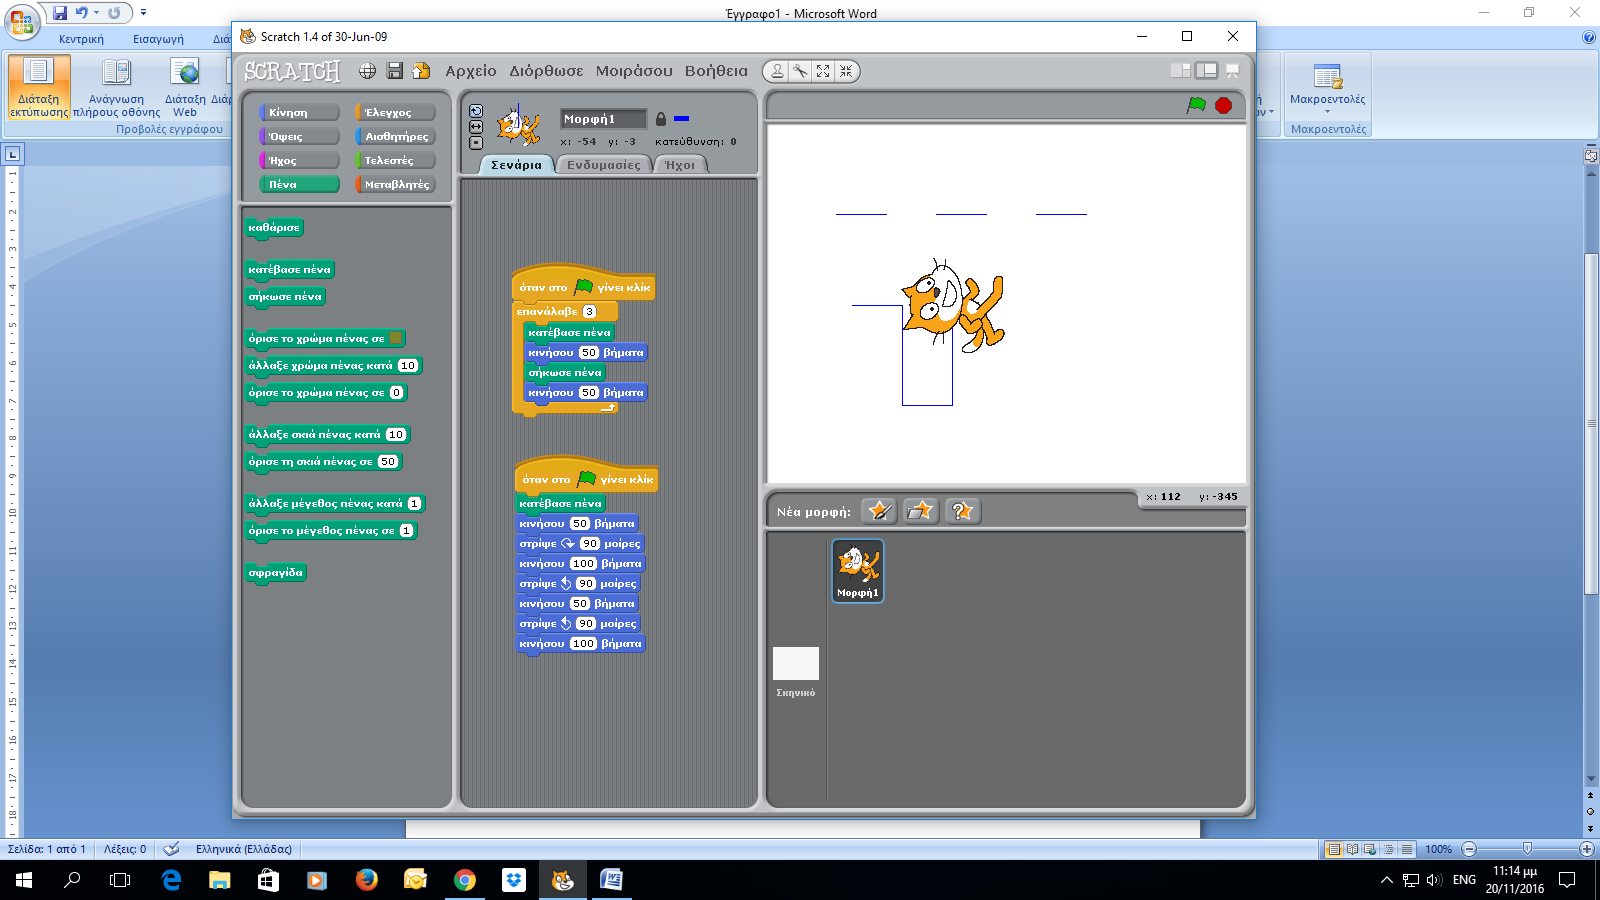 Έγγραφο1 - Microsoft Word
Κεντρική Εισαγωγή Διά
Διάταξη εκτύπωσης
Ανάγνωση πλήρους οθόνης
Διάταξη Web
Διάρ
Προβολές εγγράφου
Μακροεντολές
Μακροεντολές
Scratch 1.4 of 30-Jun-09
SCRATCH Αρχείο Διόρθωσε Μοιράσου Βοήθεια
Κίνηση Έλεγχος
Όψεις Αισθητήρες
Ήχος Τελεστές
Πένα Μεταβλητές
καθάρισε
κατέβασε πένα
σήκωσε πένα
όρισε το χρώμα πένας σε
άλλαξε χρώμα πένας κατά 10
όρισε το χρώμα πένας σε 0
άλλαξε σκιά πένας κατά 10
όρισε τη σκιά πένας σε 50
άλλαξε μέγεθος πένας κατά 1
όρισε το μέγεθος πένας σε 1
σφραγίδα
Μορφή1
x: -54 y: -3 κατεύθυνση: 0
Σενάρια Ενδυμασίες Ήχοι
όταν στο γίνει κλίκ
επανάλαβε 3
κατέβασε πένα
κινήσου 50 βήματα
σήκωσε πένα
κινήσου 50 βήματα
όταν στο γίνει κλίκ
κατέβασε πένα
κινήσου 50 βήματα
στρίψε 90 μοίρες
κινήσου 100 βήματα
στρίψε 90 μοίρες
κινήσου 50 βήματα
στρίψε 90 μοίρες
κινήσου 100 βήματα
x: 112 y: -345
Νέα μορφή:
Μορφή1
Σκηνικό
Σελίδα: 1 από 1 Λέξεις: 0 Ελληνικά (Ελλάδας) 100%
ENG
11:14 μμ
20/11/2016